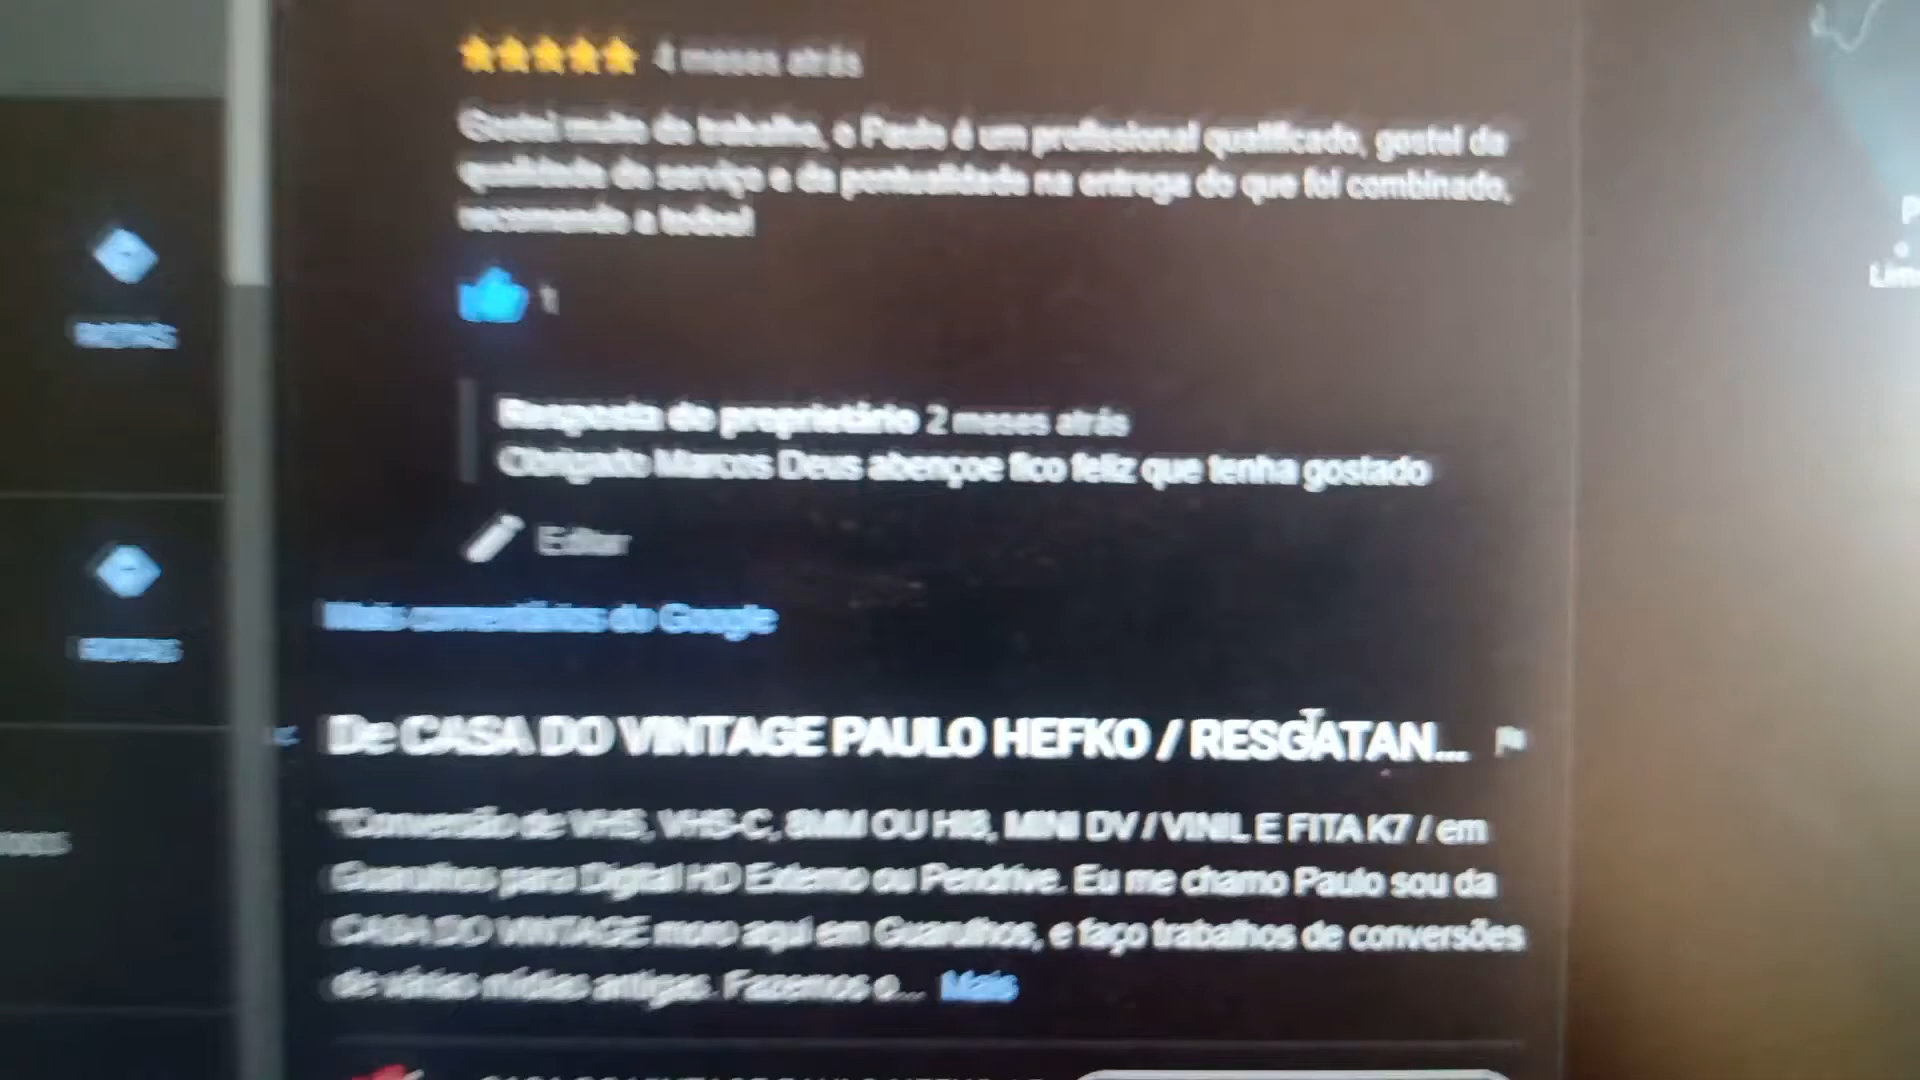 4 meses atrás
Gostei muito do trabalho, o Paulo é um profissional qualificado, gostei da
qualidade do serviço e da pontualidade na entrega do que foi combinado,
recomendo a todos!
1
Resposta do proprietário 2 meses atrás
Obrigado Marcos Deus abençoe fico feliz que tenha gostado
Editar
Mais comentários do Google
De CASA DO VINTAGE PAULO HEFKO / RESGATAN...
"Conversão de VHS, VHS-C, 8MM OU HI8, MINI DV / VINIL E FITA K7 / em
Guarulhos para Digital HD Externo ou Pendrive. Eu me chamo Paulo sou da
CASA DO VINTAGE moro aqui em Guarulhos, e faço trabalhos de conversões
de várias mídias antigas. Fazemos o... Mais